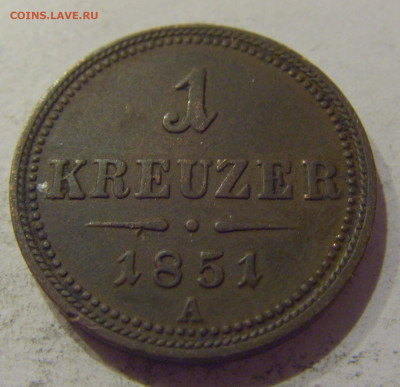 COINS.LAVE.RU
1
KREUZER
1851
A